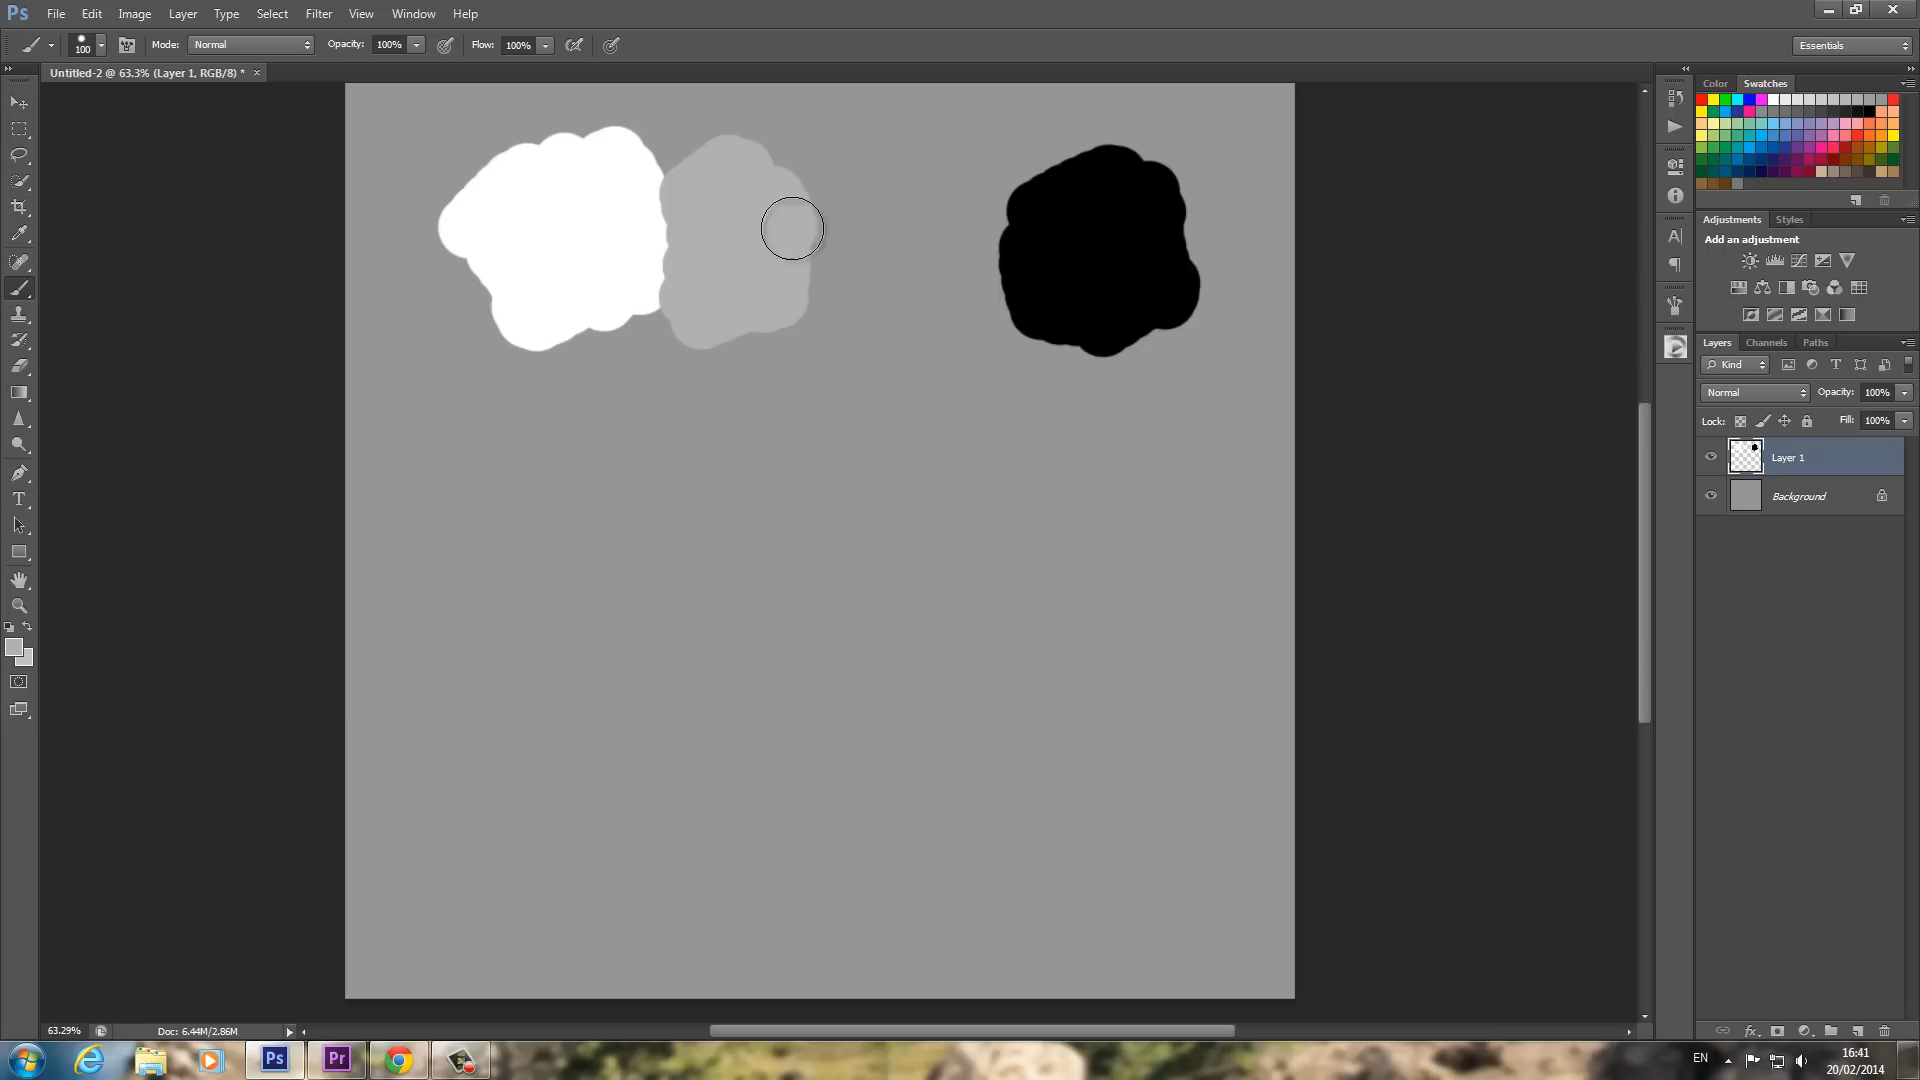 Ps File Edit Image Layer Type Select Filter View Window Help
100 Mode: Normal Opacity: 100% Flow: 100% Essentials
Untitled-2 @ 63.3% (Layer 1, RGB/8) * ×
Color Swatches
Adjustments Styles
Add an adjustment
Layers Channels Paths
Kind
Normal Opacity: 100%
Lock: Fill: 100%
Layer 1
Background
63.29% Doc: 6.44M/2.86M
Ps Pr EN 16:41
20/02/2014